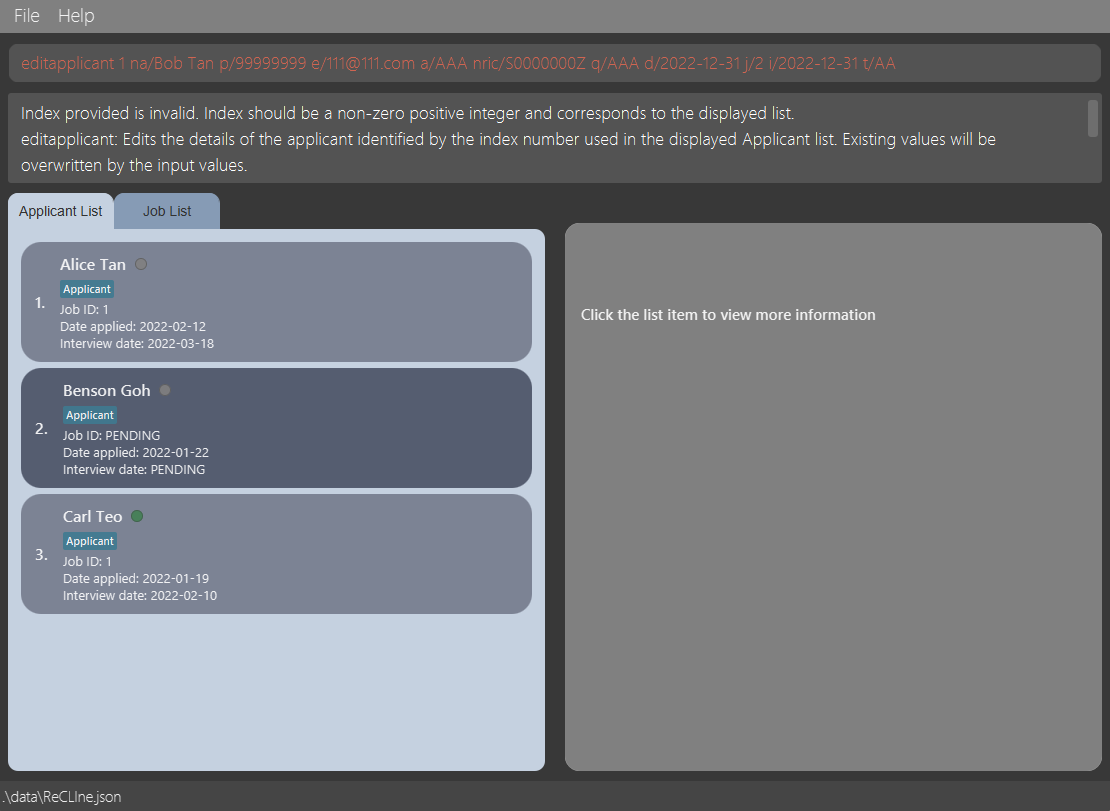 File Help
editapplicant 1 na/Bob Tan p/99999999 e/111@111.com a/AAA nric/S0000000Z q/AAA d/2022-12-31 j/2 i/2022-12-31 t/AA
Index provided is invalid. Index should be a non-zero positive integer and corresponds to the displayed list.
editapplicant: Edits the details of the applicant identified by the index number used in the displayed Applicant list. Existing values will be
overwritten by the input values.
Applicant List Job List
Alice Tan
Applicant
1.
Job ID: 1
Date applied: 2022-02-12
Interview date: 2022-03-18
Benson Goh
Applicant
2.
Job ID: PENDING
Date applied: 2022-01-22
Interview date: PENDING
Carl Teo
Applicant
3.
Job ID: 1
Date applied: 2022-01-19
Interview date: 2022-02-10
Click the list item to view more information
.\data\ReCLIne.json